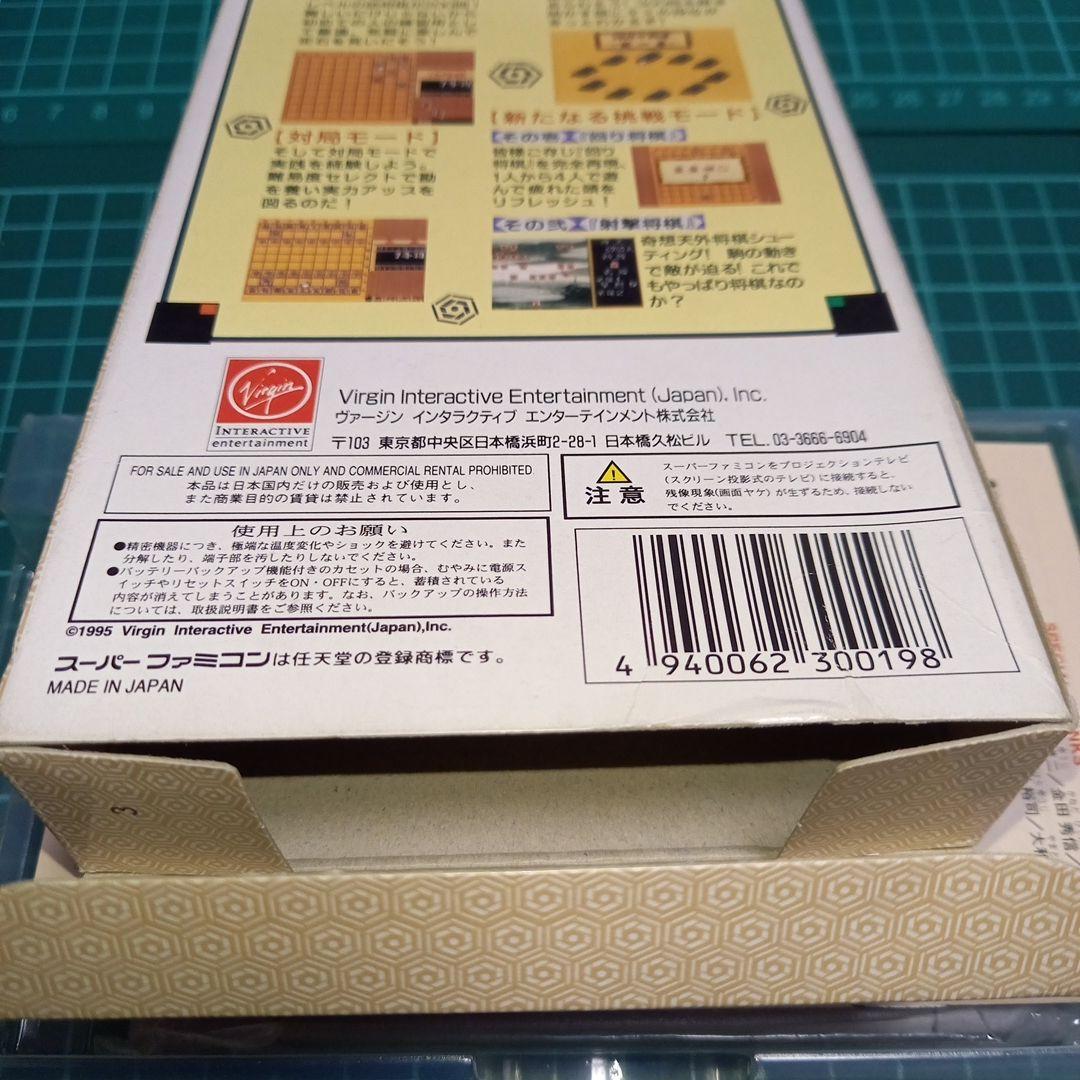 死石を見いだそう!
【対局モード】
そして対局モードで
実践を経験しよう。
難易度セレクトで勘
を養い実力アップを
図るのだ!
【新たなる挑戦モード】
その壱『回り将棋』
皆様ご存じ『回り
将棋』を完全再現、
1人から4人で遊
んで疲れた頭を
リフレッシュ!
その弐『射撃将棋』
奇想天外将棋シュー
ティング! 駒の動き
で敵が迫る! これで
もやっぱり将棋なの
か?
Virgin
INTERACTIVE
entertainment
Virgin Interactive Entertainment (Japan), Inc.
ヴァージン インタラクティブ エンターテインメント株式会社
〒103 東京都中央区日本橋浜町2-28-1 日本橋久松ビル TEL. 03-3666-6904
FOR SALE AND USE IN JAPAN ONLY AND COMMERCIAL RENTAL PROHIBITED.
本品は日本国内だけの販売および使用とし、
また商業目的の賃貸は禁止されています。
注意
スーパーファミコンをプロジェクションテレビ
(スクリーン投影式のテレビ)に接続すると、
残像現象(画面ヤケ)が生ずるため、接続しない
でください。
使用上のお願い
●精密機器につき、極端な温度変化やショックを避けてください。また
分解したり、端子部を汚したりしないでください。
●バッテリーバックアップ機能付きのカセットの場合、むやみに電源ス
イッチやリセットスイッチをON・OFFにすると、蓄積されている
内容が消えてしまうことがあります。なお、バックアップの操作方法
については、取扱説明書をご参照ください。
©1995 Virgin Interactive Entertainment(Japan),Inc.
スーパーファミコンは任天堂の登録商標です。
MADE IN JAPAN
4 940062 300198
3